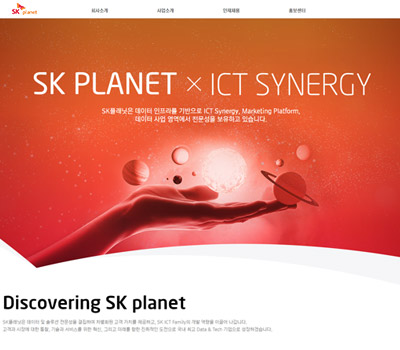 SK planet
회사소개 사업소개 인재채용 홍보센터
SK PLANET × ICT SYNERGY
SK플래닛은 데이터 인프라를 기반으로 ICT Synergy, Marketing Platform,
데이터 사업 영역에서 전문성을 보유하고 있습니다.
Discovering SK planet
SK플래닛은 데이터 및 솔루션 전문성을 결집하여 차별화된 고객 가치를 제공하고, SK ICT Family의 개발 역량을 이끌어 나갑니다.
고객과 시장에 대한 통찰, 기술과 서비스를 위한 혁신, 그리고 미래를 향한 진취적인 도전으로 국내 최고 Data & Tech 기업으로 성장하겠습니다.